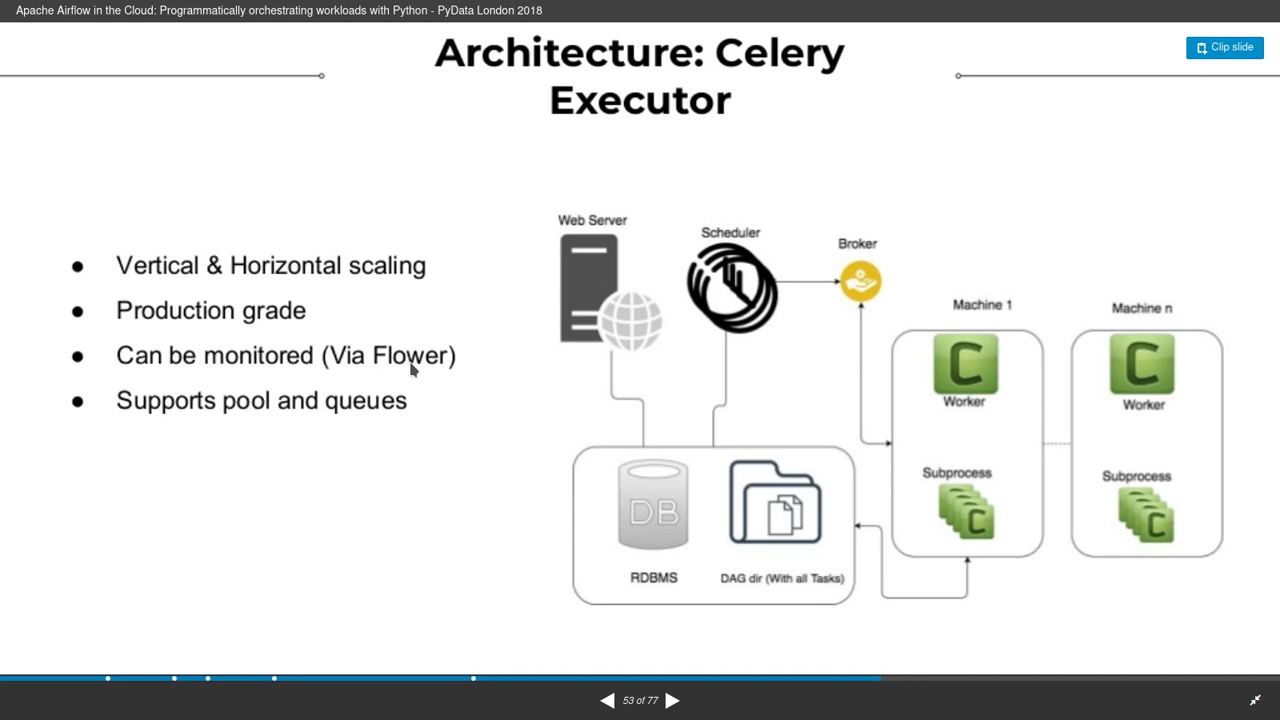 Apache Airflow in the Cloud: Programmatically orchestrating workloads with Python - PyData London 2018
Clip slide
Architecture: Celery
Executor
● Vertical & Horizontal scaling
● Production grade
● Can be monitored (Via Flower)
● Supports pool and queues
Web Server
Scheduler
Broker
Machine 1
Machine n
C
C
Worker
Worker
Subprocess
Subprocess
C
C
DB
RDBMS
DAG dir (With all Tasks)
53 of 77